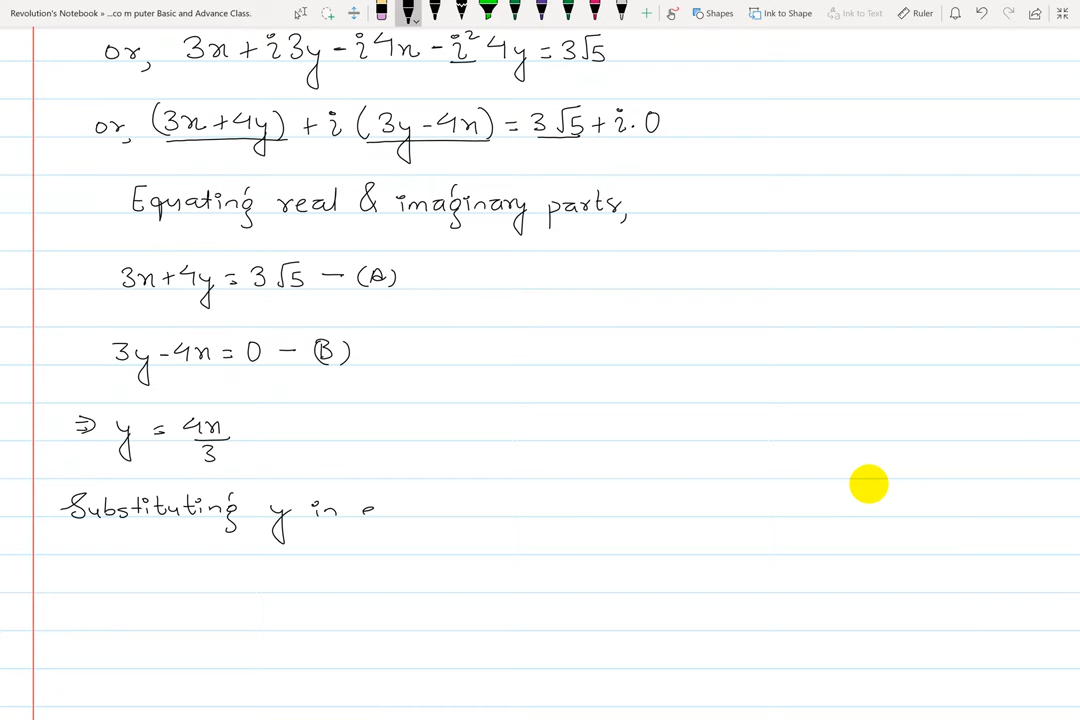 Revolution's Notebook » ...co m puter Basic and Advance Class.
Shapes
Ink to Shape
Ink to Text
Ruler
or, 3x + i3y - i4x - i²4y = 3√5
or, (3x+4y) + i (3y-4x) = 3√5 + i.0
Equating real & imaginary parts,
3x+4y = 3√5 - (A)
3y-4x = 0 - (B)
⇒ y = 4x/3
Substituting y in